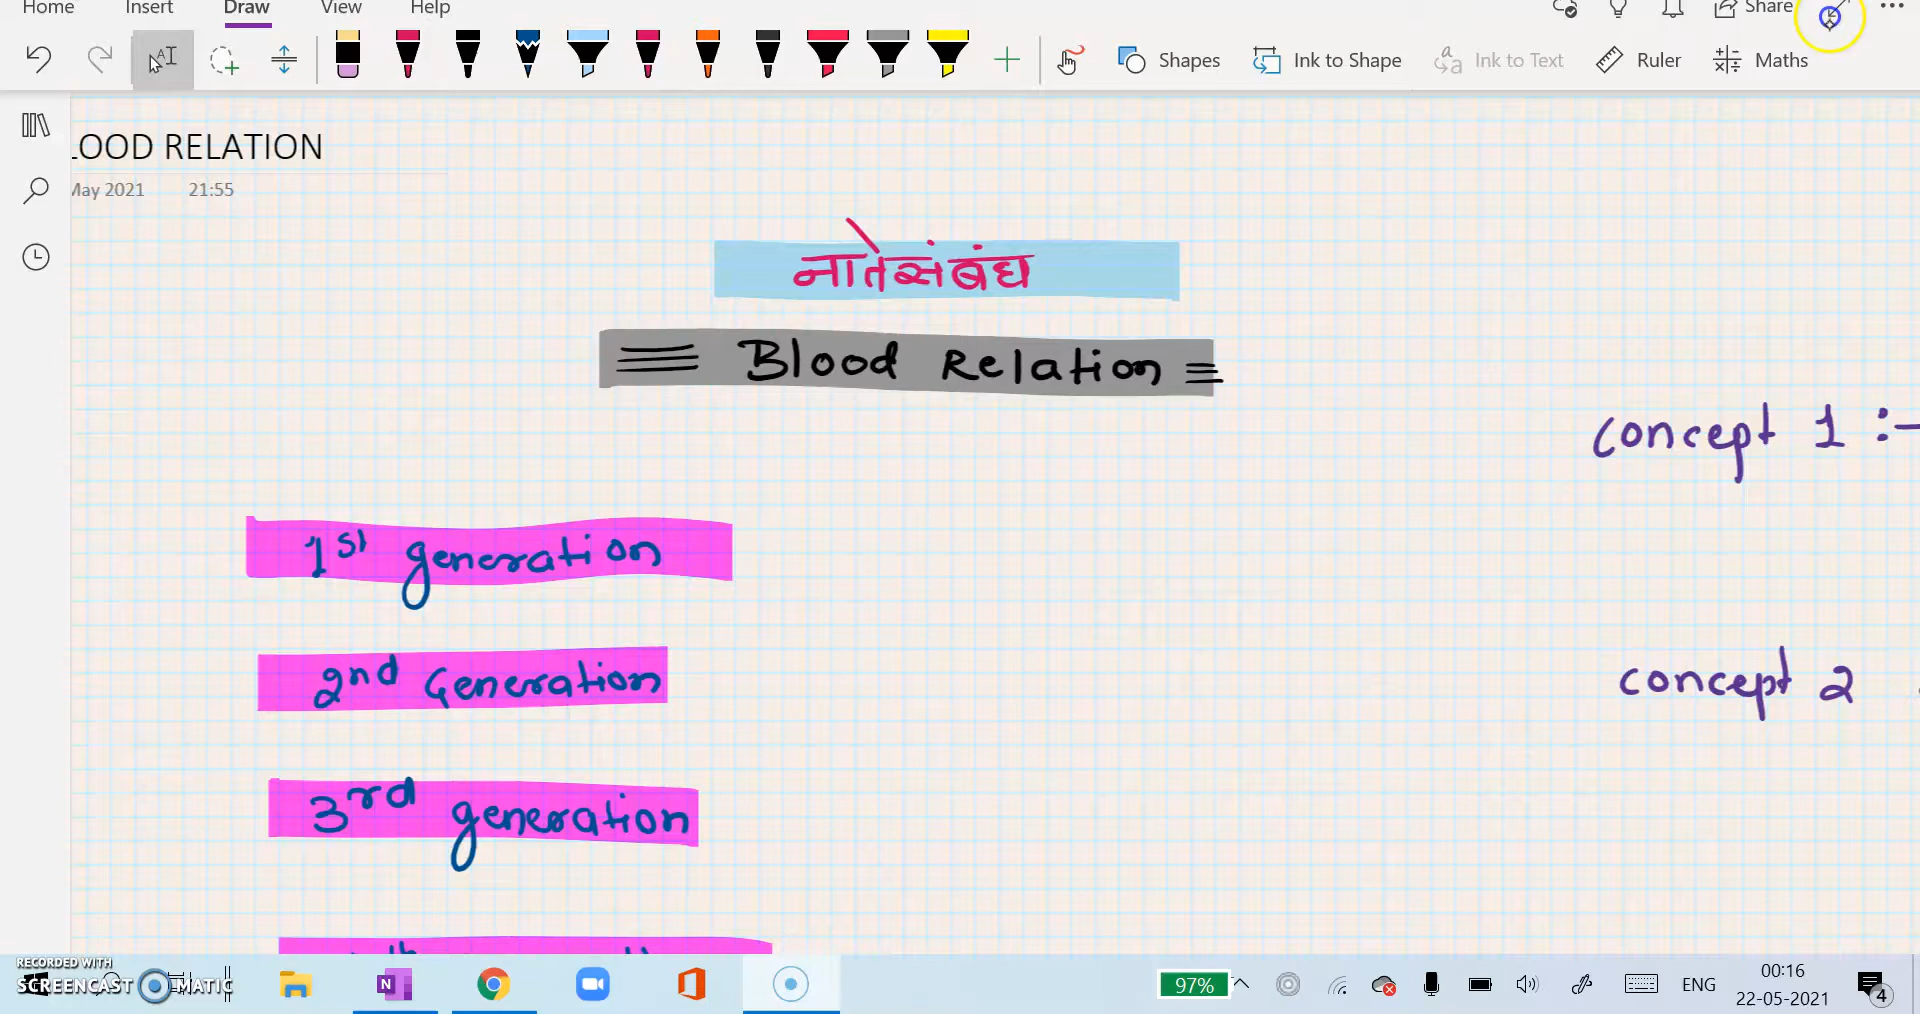 Home Insert Draw View Help Share
Shapes Ink to Shape Ink to Text Ruler Maths
LOOD RELATION
May 2021 21:55
नातेसंबंध
Blood Relation
concept 1 :-
1st generation
2nd Generation
concept 2
3rd generation
RECORDED WITH
SCREENCAST MATIC
97% ENG
00:16
22-05-2021
4